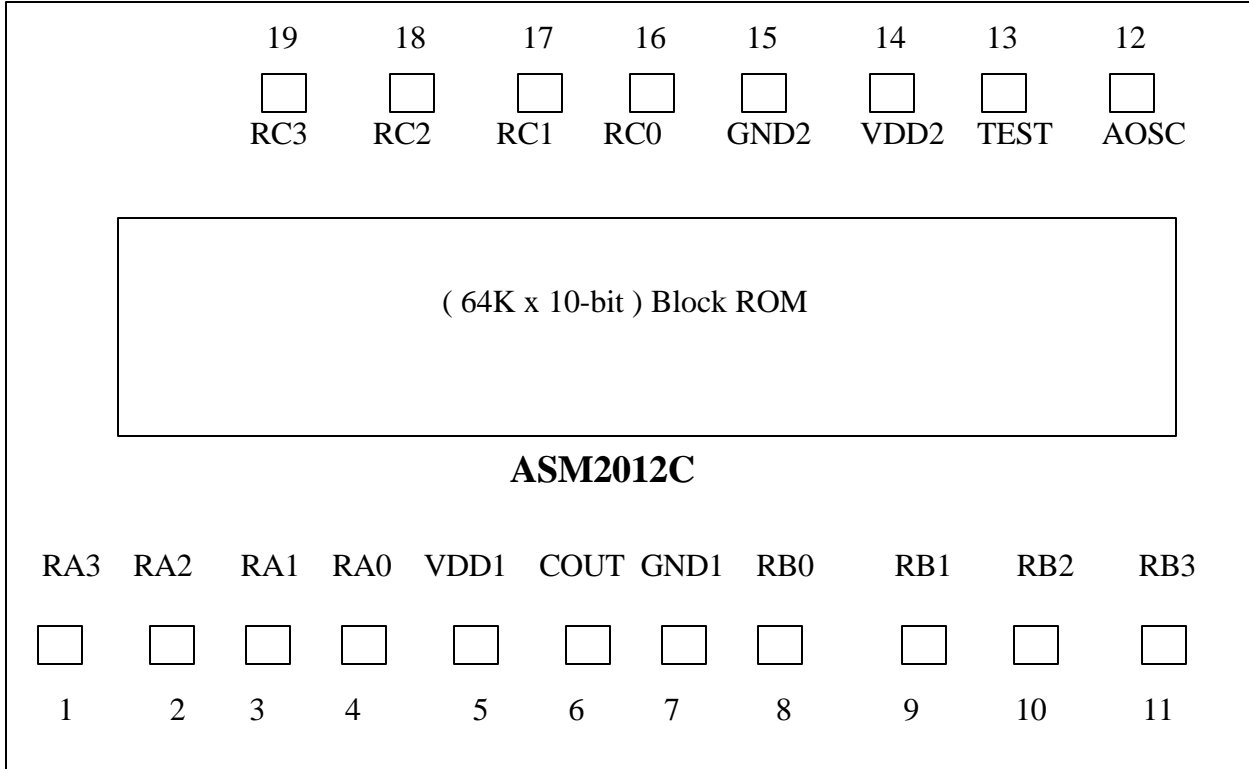 19 18 17 16 15 14 13 12
RC3 RC2 RC1 RC0 GND2 VDD2 TEST AOSC
( 64K x 10-bit ) Block ROM
ASM2012C
RA3 RA2 RA1 RA0 VDD1 COUT GND1 RB0 RB1 RB2 RB3
1 2 3 4 5 6 7 8 9 10 11